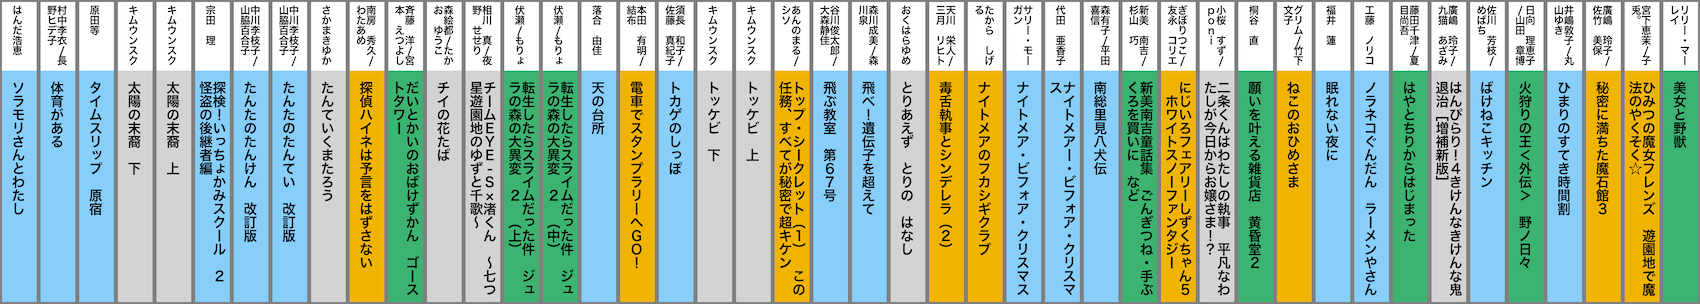 はんだ浩恵
ソラモリさんとわたし
村中李衣/長
野ヒデ子
体育がある
原田等
タイムスリップ 原宿
キムウンスク
太陽の末裔 下
キムウンスク
太陽の末裔 上
宗田 理
探検!いっちょかみスクール 2
怪盗の後継者編
中川李枝子/
山脇百合子
たんたのたんけん 改訂版
中川李枝子/
山脇百合子
たんたのたんてい 改訂版
さかまきゆか
たんていくまたろう
南房 秀久/
わたあめ
探偵ハイネは予言をはずさない
斉藤 洋/宮
本 えつよし
だいとかいのおばけずかん ゴース
トタワー
森絵都/たか
お ゆうこ
チイの花たば
相川 真/夜
野 せせり
チームEYE-S×渚くん ~七つ
星遊園地のゆずと千歌~
伏瀬/もりょ
転生したらスライムだった件 ジュ
ラの森の大異変 2 (上)
伏瀬/もりょ
転生したらスライムだった件 ジュ
ラの森の大異変 2 (中)
落合 由佳
天の台所
本田 有明/
結布
電車でスタンプラリーへGO!
須長 和子/
佐藤 真紀子
トカゲのしっぽ
キムウンスク
トッケビ 下
キムウンスク
トッケビ 上
あんのまる/
シソ
トップ・シークレット(1) この
任務、すべてが秘密で超キケン
谷川俊太郎/
大森静佳
飛ぶ教室 第67号
森川成美/森
川泉
飛べ!遺伝子を超えて
おくはらゆめ
とりあえず とりの はなし
天川 栄人/
三月 リヒト
毒舌執事とシンデレラ(2)
たから しげ
る
ナイトメアのフカシギクラブ
サリー・モー
ガン
ナイトメア・ビフォア・クリスマス
代田 亜香子
ナイトメアー・ビフォア・クリスマ
ス
森有子/平田
喜信
南総里見八犬伝
新美 南吉/
杉山 巧
新美南吉童話集 ごんぎつね・手ぶ
くろを買いに など
ぎぼりつこ/
友永 コリエ
にじいろフェアリーしずくちゃん5
ホワイトスノーファンタジー
小桜 すず/
poni
二条くんはわたしの執事 平凡なわ
たしが今日からお嬢さま!?
桐谷 直
願いを叶える雑貨店 黄昏堂2
グリム/竹下
文子
ねこのおひめさま
福井 蓮
眠れない夜に
工藤 ノリコ
ノラネコぐんだん ラーメンやさん
藤田千津/夏
目尚吾
はやとちりからはじまった
廣嶋 玲子/
九猫 あざみ
はんぴらり!4きけんなきけんな鬼
退治[増補新版]
佐川 芳枝/
めばち
ばけねこキッチン
日向 理恵子
/山田 章博
火狩りの王<外伝> 野ノ日々
井嶋敦子/丸
山ゆき
ひまりのすてき時間割
廣嶋 玲子/
佐竹 美保
秘密に満ちた魔石館3
宮下恵茉/子
兎。
ひみつの魔女フレンズ 遊園地で魔
法のやくそく☆
リリー・マー
レイ
美女と野獣